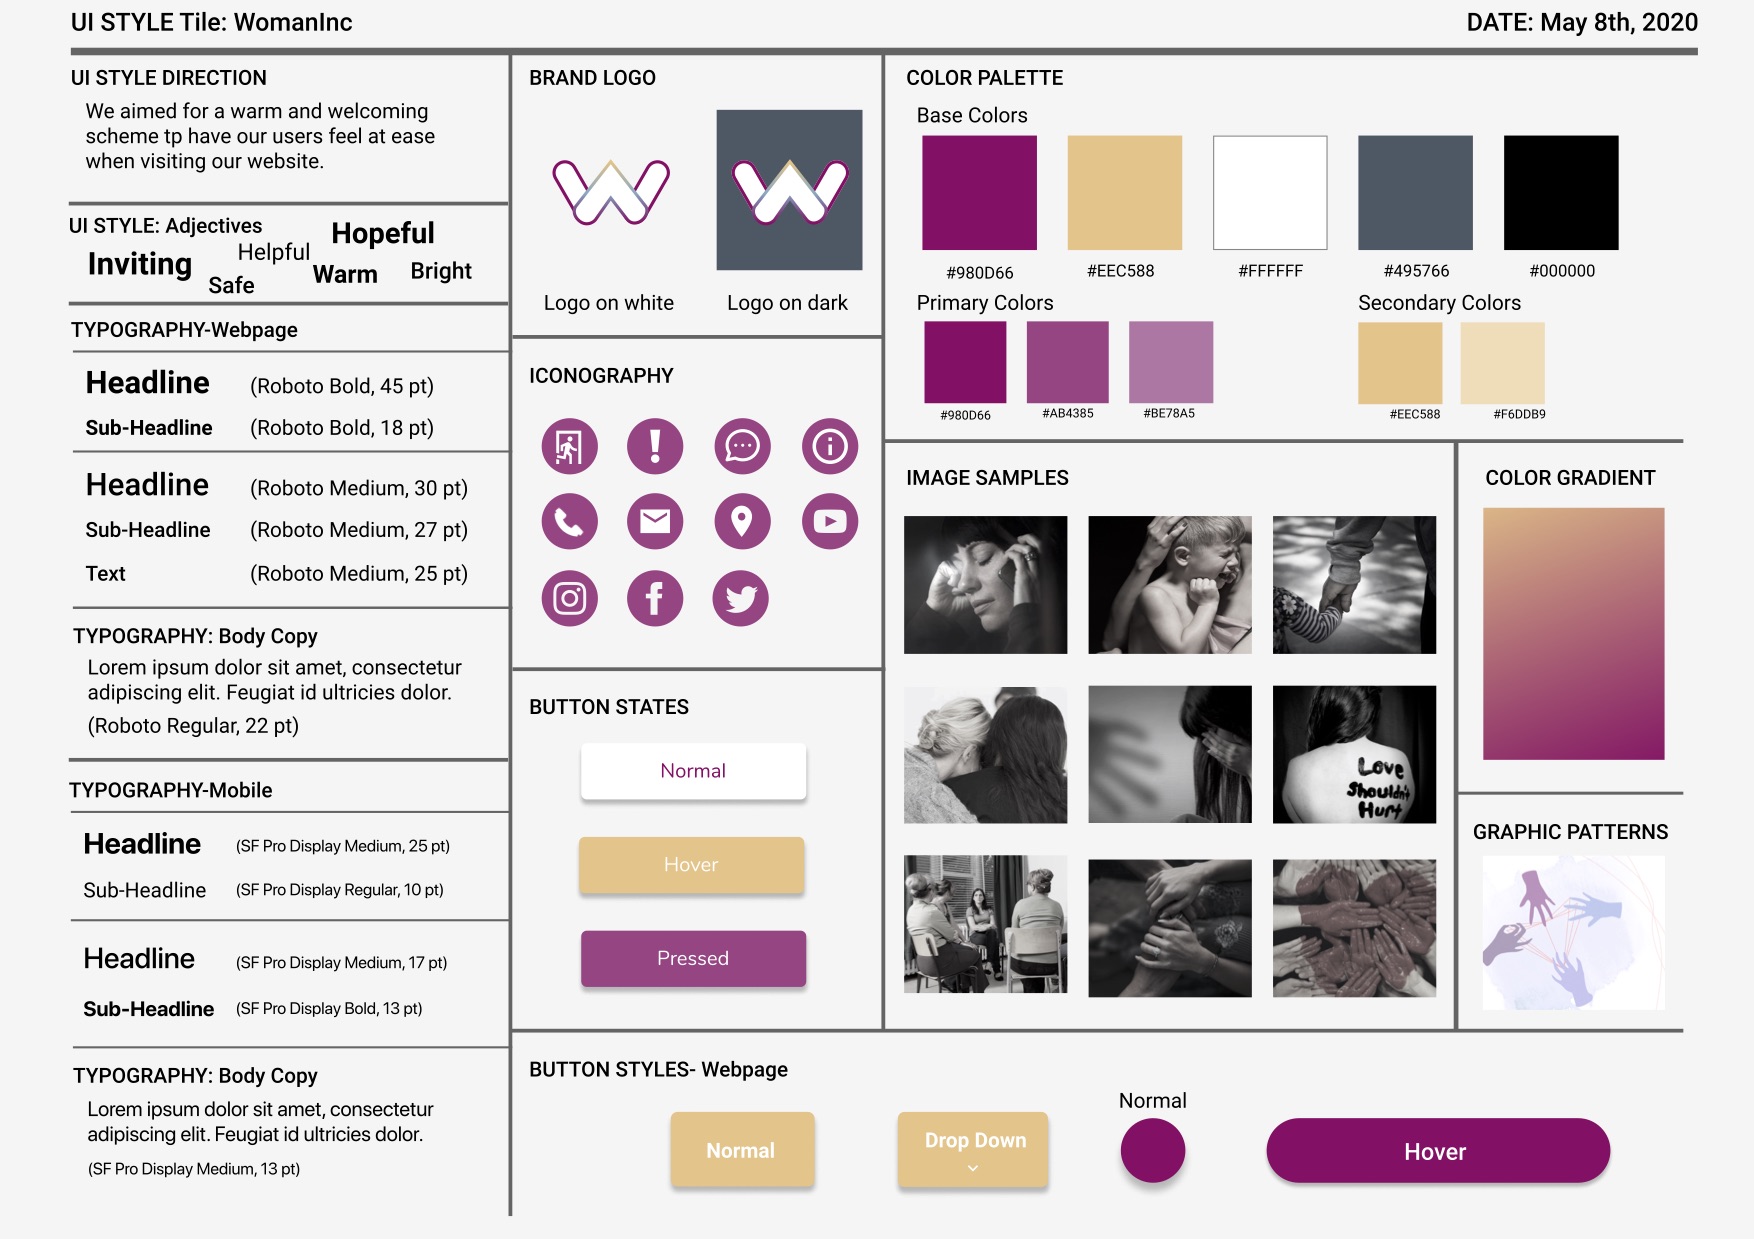 UI STYLE Tile: WomanInc
DATE: May 8th, 2020
UI STYLE DIRECTION
We aimed for a warm and welcoming
scheme tp have our users feel at ease
when visiting our website.
UI STYLE: Adjectives
Hopeful
Helpful
Inviting
Warm
Bright
Safe
TYPOGRAPHY-Webpage
Headline (Roboto Bold, 45 pt)
Sub-Headline (Roboto Bold, 18 pt)
Headline (Roboto Medium, 30 pt)
Sub-Headline (Roboto Medium, 27 pt)
Text (Roboto Medium, 25 pt)
TYPOGRAPHY: Body Copy
Lorem ipsum dolor sit amet, consectetur
adipiscing elit. Feugiat id ultricies dolor.
(Roboto Regular, 22 pt)
TYPOGRAPHY-Mobile
Headline (SF Pro Display Medium, 25 pt)
Sub-Headline (SF Pro Display Regular, 10 pt)
Headline (SF Pro Display Medium, 17 pt)
Sub-Headline (SF Pro Display Bold, 13 pt)
TYPOGRAPHY: Body Copy
Lorem ipsum dolor sit amet, consectetur
adipiscing elit. Feugiat id ultricies dolor.
(SF Pro Display Medium, 13 pt)
BRAND LOGO
Logo on white
Logo on dark
ICONOGRAPHY
BUTTON STATES
Normal
Hover
Pressed
COLOR PALETTE
Base Colors
#980D66
#EEC588
#FFFFFF
#495766
#000000
Primary Colors
#980D66
#AB4385
#BE78A5
Secondary Colors
#EEC588
#F6DDB9
IMAGE SAMPLES
Love
Shouldn't
Hurt
COLOR GRADIENT
GRAPHIC PATTERNS
BUTTON STYLES- Webpage
Normal
Drop Down
Normal
Hover